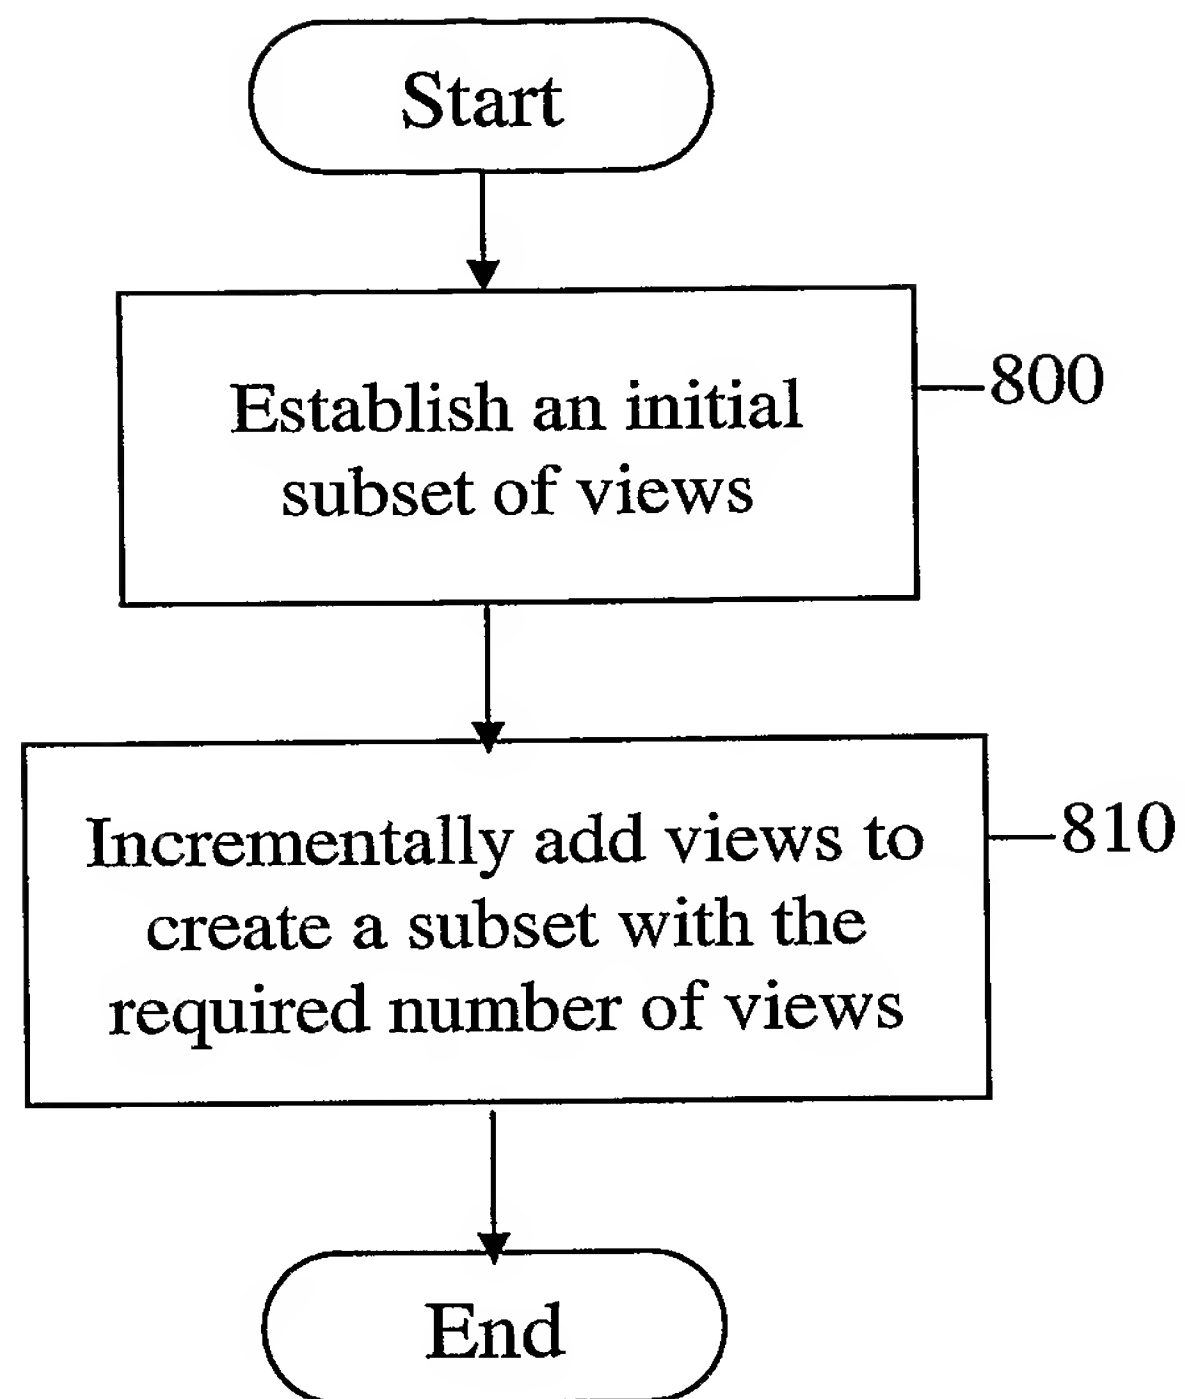 Start
Establish an initial
subset of views
800
Incrementally add views to
create a subset with the
required number of views
810
End